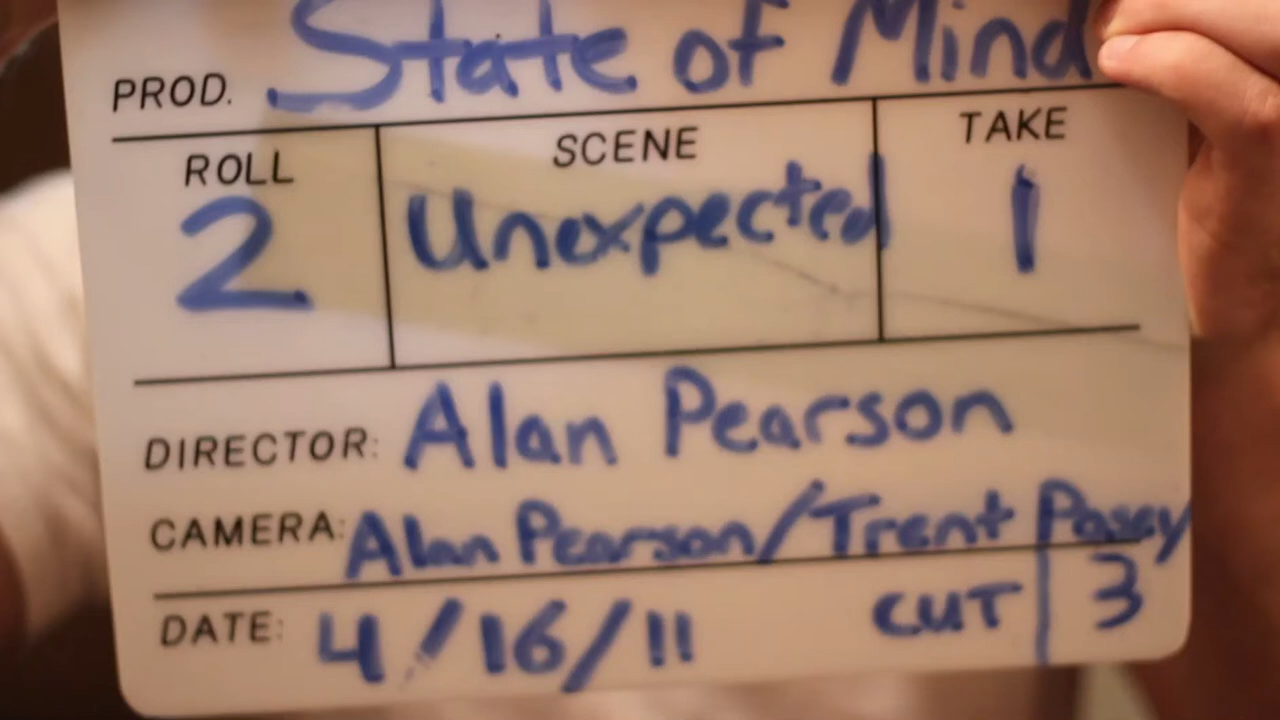 PROD. State of Mind
ROLL SCENE TAKE
2 Unexpected 1
DIRECTOR: Alan Pearson
CAMERA: Alan Pearson/Trent Posey
DATE: 4/16/11 CUT 3